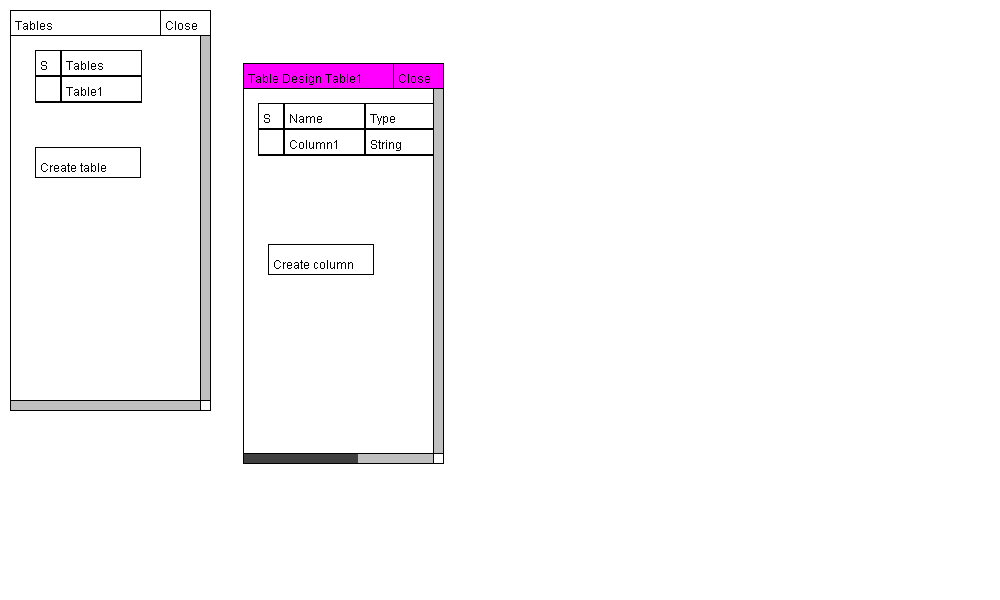 Tables Close
S Tables
Table1
Create table
Table Design Table1 Close
S Name Type
Column1 String
Create column